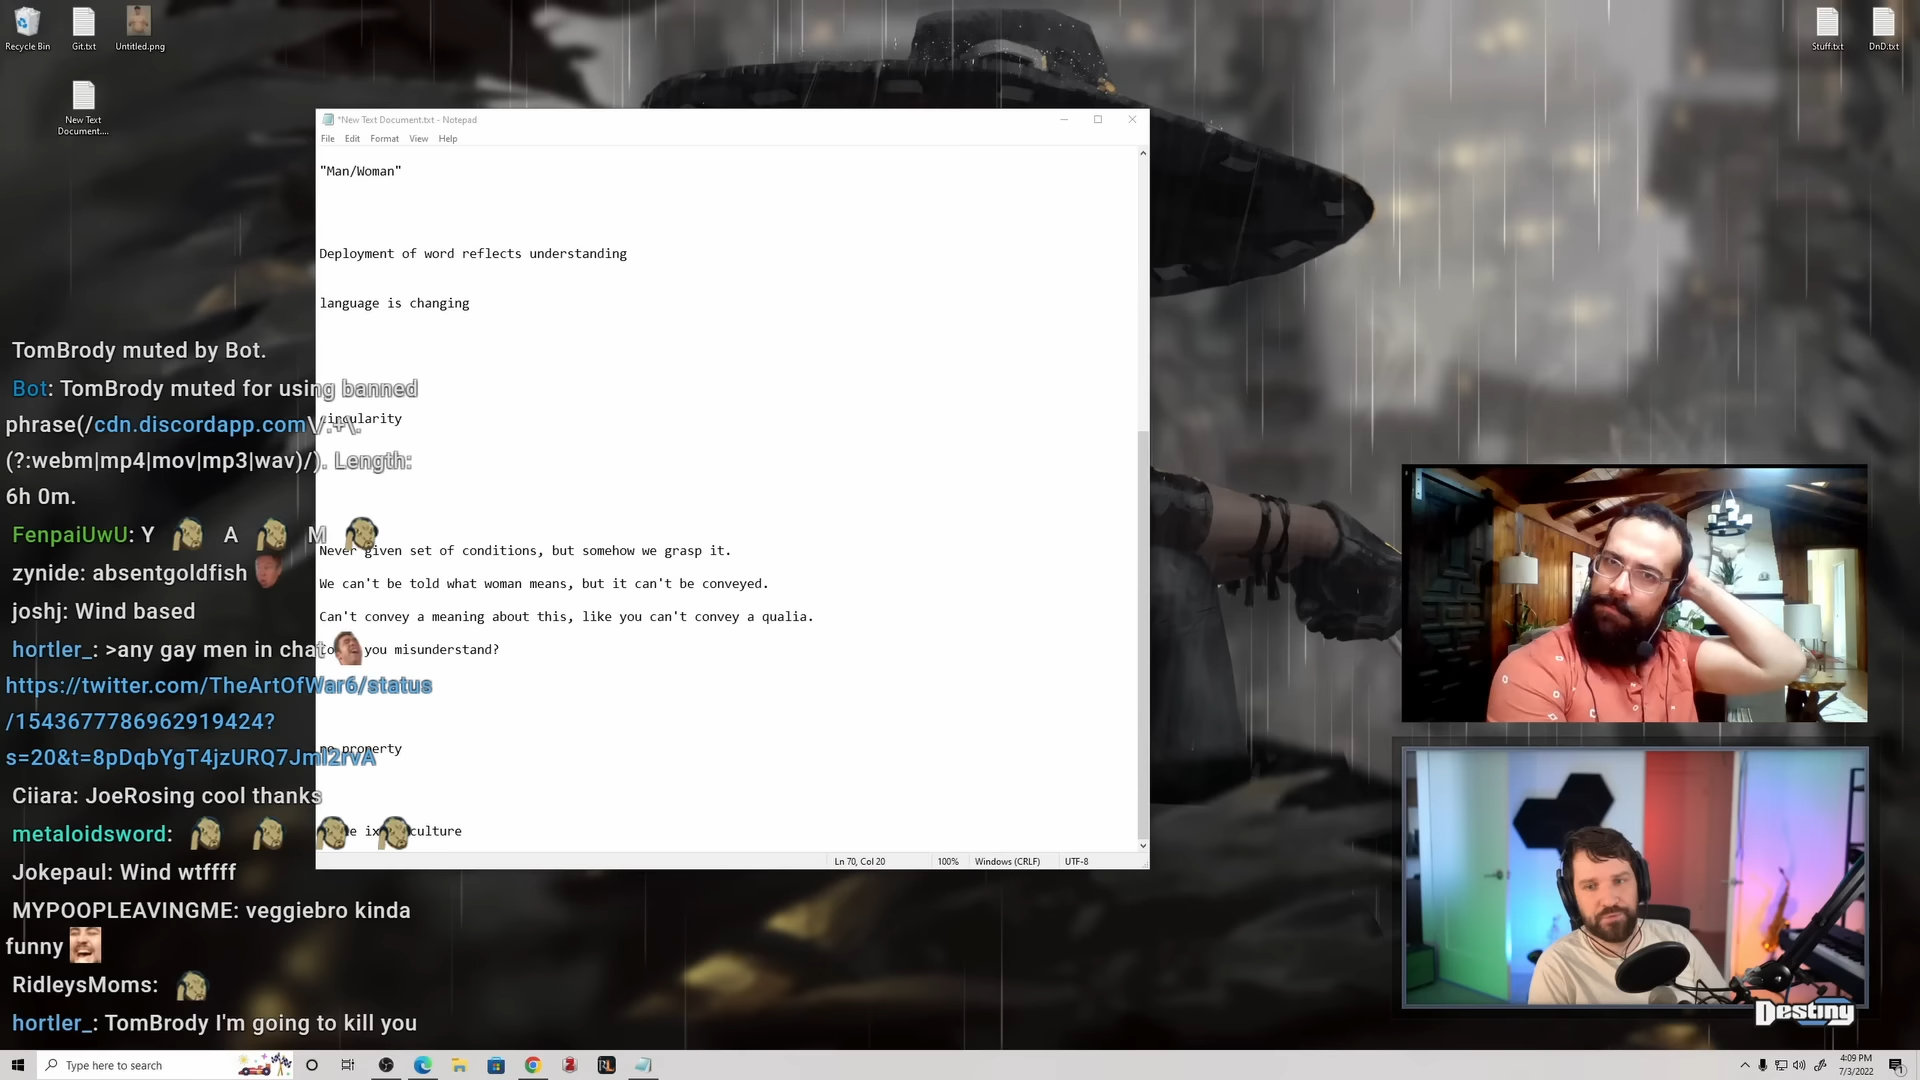 Recycle Bin
Git.txt
Untitled.png
New Text
Document....
Stuff.txt
DnD.txt
*New Text Document.txt - Notepad
File Edit Format View Help
"Man/Woman"
Deployment of word reflects understanding
language is changing
Never given set of conditions, but somehow we grasp it.
We can't be told what woman means, but it can't be conveyed.
Can't convey a meaning about this, like you can't convey a qualia.
you misunderstand?
no property
culture
Ln 70, Col 20
100%
Windows (CRLF)
UTF-8
TomBrody muted by Bot.
Bot: TomBrody muted for using banned
phrase(/cdn.discordapp.com\/.+\.
(?:webm|mp4|mov|mp3|wav)/). Length:
6h 0m.
FenpaiUwU: Y A M
zynide: absentgoldfish
joshj: Wind based
hortler_: >any gay men in chat
https://twitter.com/TheArtOfWar6/status
/1543677786962919424?
s=20&t=8pDqbYgT4jzURQ7JmI2rvA
Ciiara: JoeRosing cool thanks
metaloidsword:
Jokepaul: Wind wtffff
MYPOOPLEAVINGME: veggiebro kinda
funny
RidleysMoms:
hortler_: TomBrody I'm going to kill you
Destiny
Type here to search
4:09 PM
7/3/2022